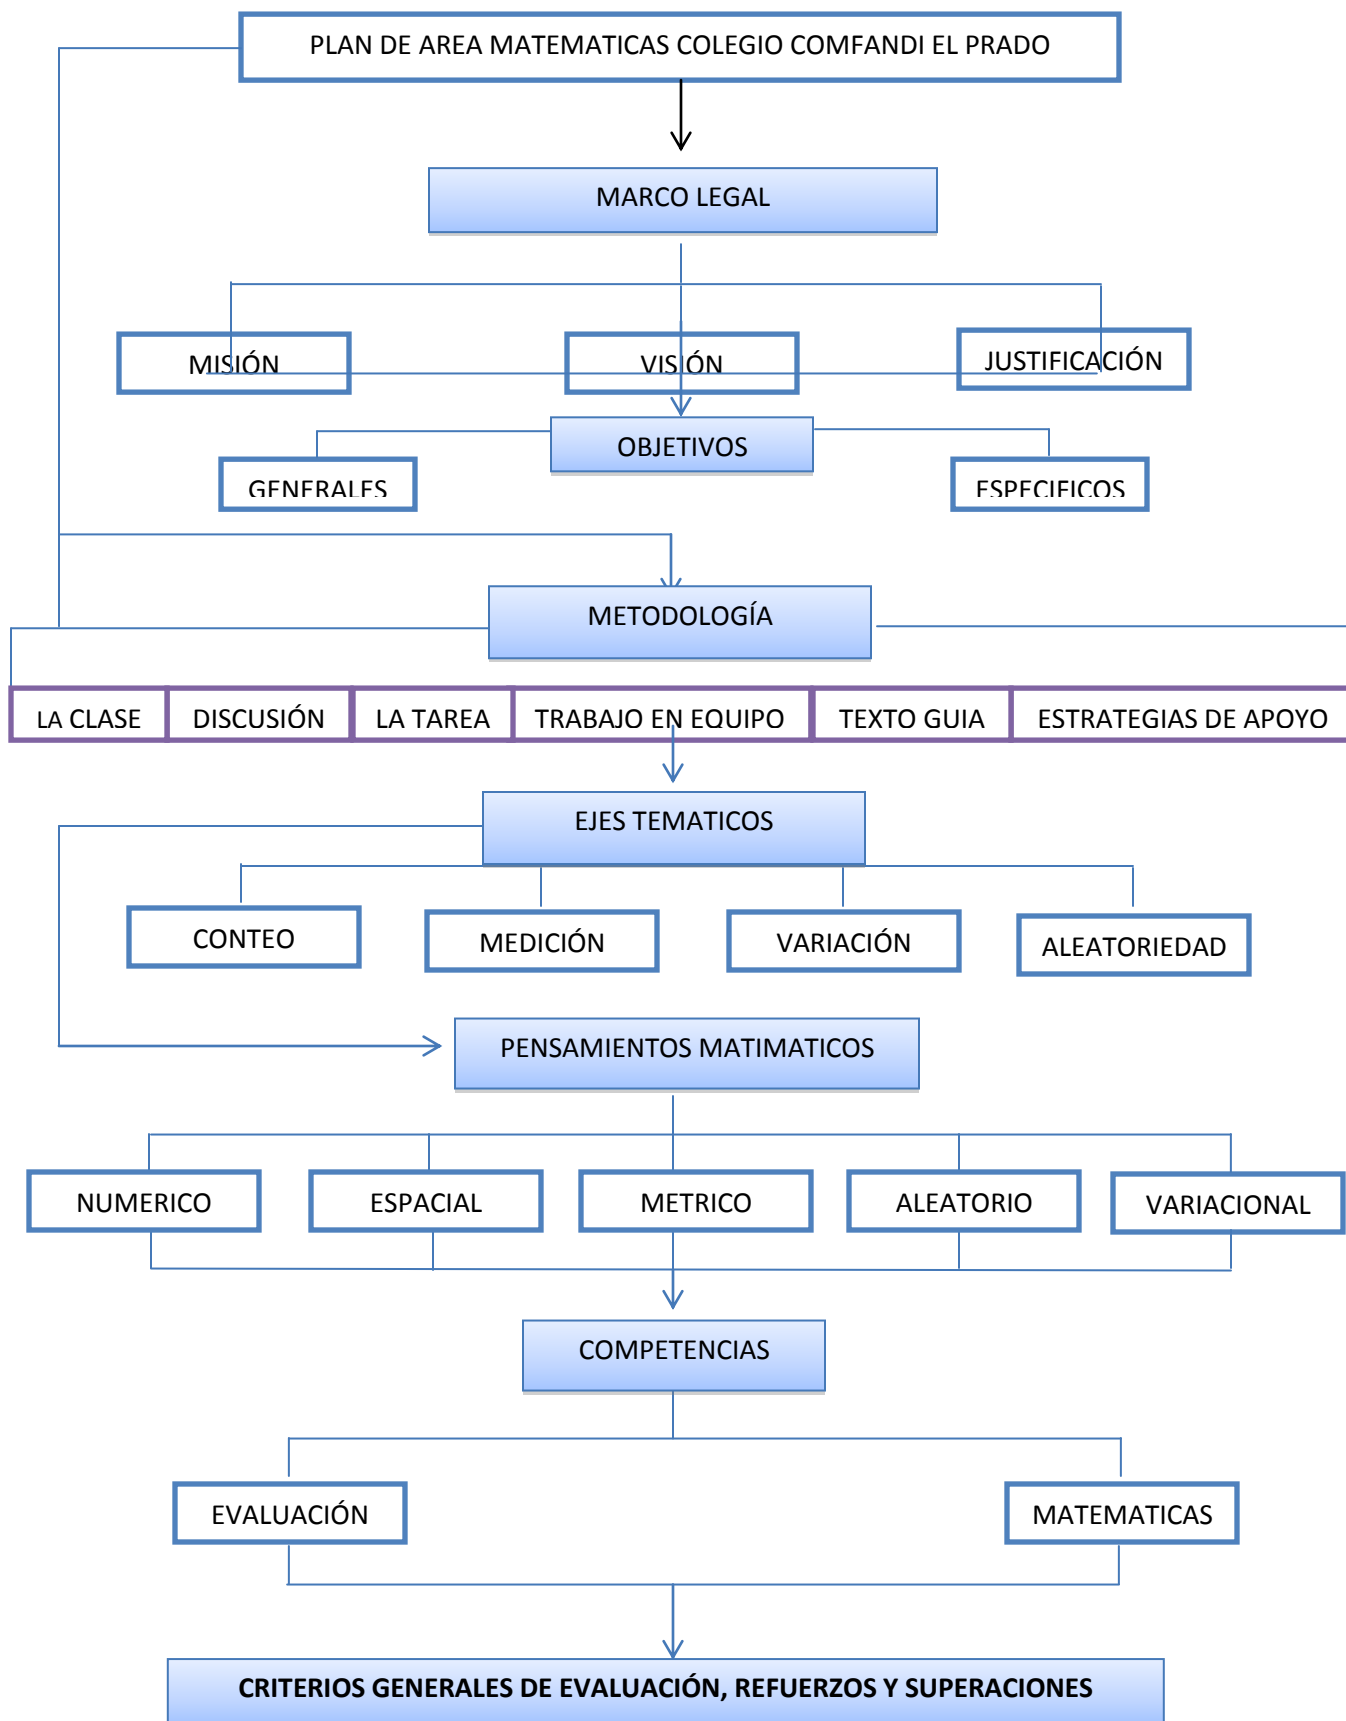 PLAN DE AREA MATEMATICAS COLEGIO COMFANDI EL PRADO
MARCO LEGAL
MISIÓN
VISIÓN
JUSTIFICACIÓN
OBJETIVOS
GENERALES
ESPECIFICOS
METODOLOGÍA
LA CLASE
DISCUSIÓN
LA TAREA
TRABAJO EN EQUIPO
TEXTO GUIA
ESTRATEGIAS DE APOYO
EJES TEMATICOS
CONTEO
MEDICIÓN
VARIACIÓN
ALEATORIEDAD
PENSAMIENTOS MATIMATICOS
NUMERICO
ESPACIAL
METRICO
ALEATORIO
VARIACIONAL
COMPETENCIAS
EVALUACIÓN
MATEMATICAS
CRITERIOS GENERALES DE EVALUACIÓN, REFUERZOS Y SUPERACIONES